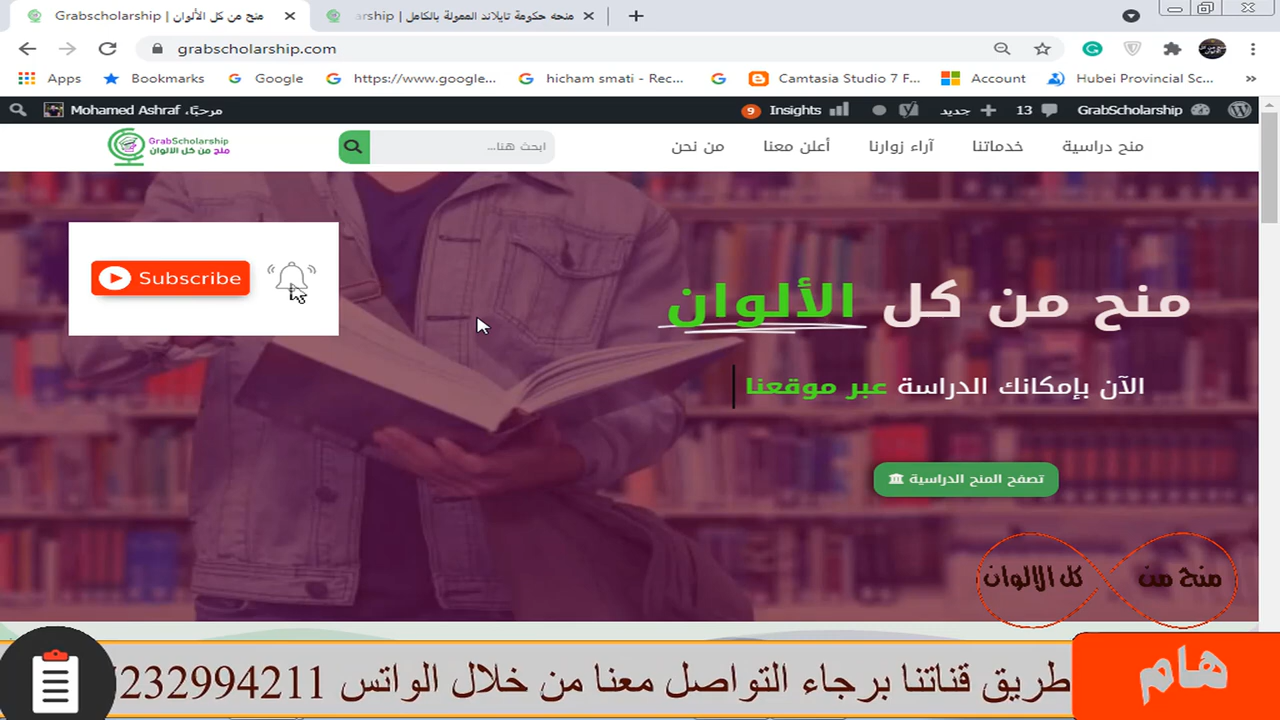 Grabscholarship | منح من كل الألوان
منحه حكومة تايلاند الممولة بالكامل | arship
grabscholarship.com
Apps
Bookmarks
Google
https://www.google...
hicham smati - Rec...
Camtasia Studio 7 F...
Account
Hubei Provincial Sc...
»
مرحبًا، Mohamed Ashraf
9 Insights
جديد
13
GrabScholarship
GrabScholarship
منح من كل الالوان
ابحث هنا...
منح دراسية
خدماتنا
آراء زوارنا
أعلن معنا
من نحن
Subscribe
منح من كل الألوان
الآن بإمكانك الدراسة عبر موقعنا
تصفح المنح الدراسية
منح من كل الالوان
هام
طريق قناتنا برجاء التواصل معنا من خلال الواتس 232994211